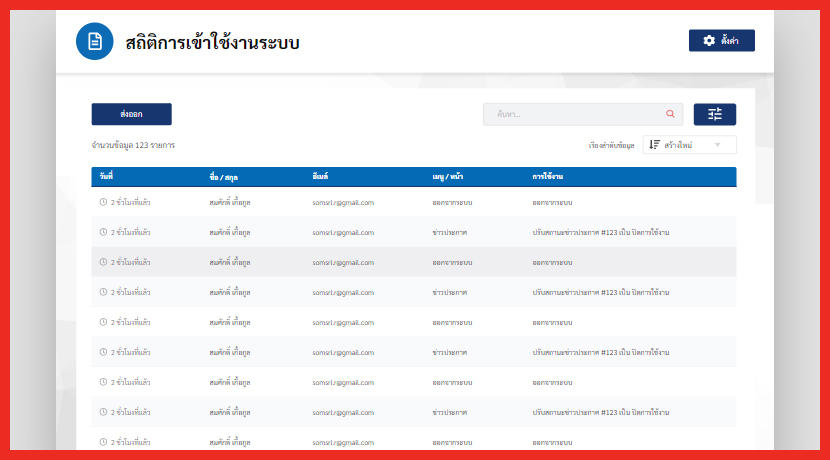 สถิติการเข้าใช้งานระบบ
ตั้งค่า
ส่งออก
ค้นหา...
จำนวนข้อมูล 123 รายการ
เรียงลำดับข้อมูล
สร้างใหม่
วันที่ ชื่อ / สกุล อีเมล์ เมนู / หน้า การใช้งาน
2 ชั่วโมงที่แล้ว สมศักดิ์ เกื้อกูล somsri.r@gmail.com ออกจากระบบ ออกจากระบบ
2 ชั่วโมงที่แล้ว สมศักดิ์ เกื้อกูล somsri.r@gmail.com ข่าวประกาศ ปรับสถานะข่าวประกาศ #123 เป็น ปิดการใช้งาน
2 ชั่วโมงที่แล้ว สมศักดิ์ เกื้อกูล somsri.r@gmail.com ออกจากระบบ ออกจากระบบ
2 ชั่วโมงที่แล้ว สมศักดิ์ เกื้อกูล somsri.r@gmail.com ข่าวประกาศ ปรับสถานะข่าวประกาศ #123 เป็น ปิดการใช้งาน
2 ชั่วโมงที่แล้ว สมศักดิ์ เกื้อกูล somsri.r@gmail.com ออกจากระบบ ออกจากระบบ
2 ชั่วโมงที่แล้ว สมศักดิ์ เกื้อกูล somsri.r@gmail.com ข่าวประกาศ ปรับสถานะข่าวประกาศ #123 เป็น ปิดการใช้งาน
2 ชั่วโมงที่แล้ว สมศักดิ์ เกื้อกูล somsri.r@gmail.com ออกจากระบบ ออกจากระบบ
2 ชั่วโมงที่แล้ว สมศักดิ์ เกื้อกูล somsri.r@gmail.com ข่าวประกาศ ปรับสถานะข่าวประกาศ #123 เป็น ปิดการใช้งาน
2 ชั่วโมงที่แล้ว สมศักดิ์ เกื้อกูล somsri.r@gmail.com ออกจากระบบ ออกจากระบบ